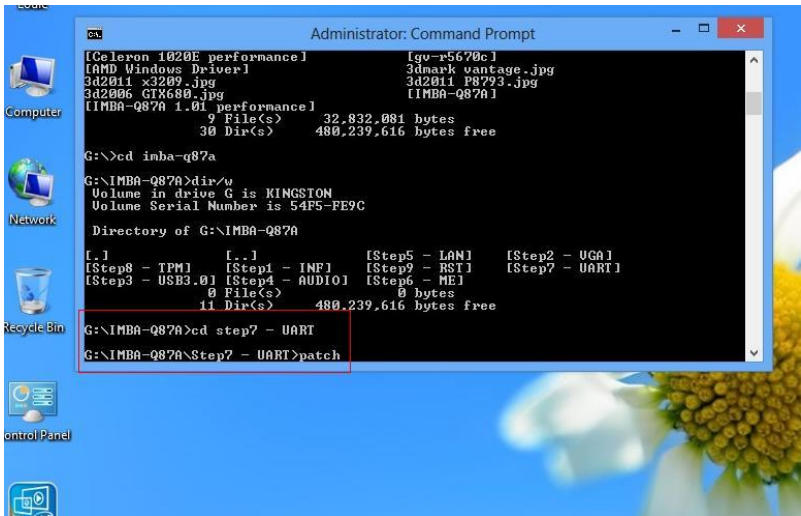 Administrator: Command Prompt
[Celeron 1020E performance] [gv-r5670c]
[AMD Windows Driver] 3dmark vantage.jpg
3d2011 x3209.jpg 3d2011 P8793.jpg
3d2006 GTX680.jpg [IMBA-Q87A]
[IMBA-Q87A 1.01 performance]
9 File(s) 32,832,081 bytes
30 Dir(s) 480,239,616 bytes free
G:\>cd imba-q87a
G:\IMBA-Q87A>dir/w
Volume in drive G is KINGSTON
Volume Serial Number is 54F5-FE9C
Directory of G:\IMBA-Q87A
[.] [..] [Step5 - LAN] [Step2 - VGA]
[Step8 - TPM] [Step1 - INF] [Step9 - RST] [Step7 - UART]
[Step3 - USB3.0] [Step4 - AUDIO] [Step6 - ME]
0 File(s) 0 bytes
11 Dir(s) 480,239,616 bytes free
G:\IMBA-Q87A>cd step7 - UART
G:\IMBA-Q87A\Step7 - UART>patch
Computer
Network
Recycle Bin
ontrol Panel